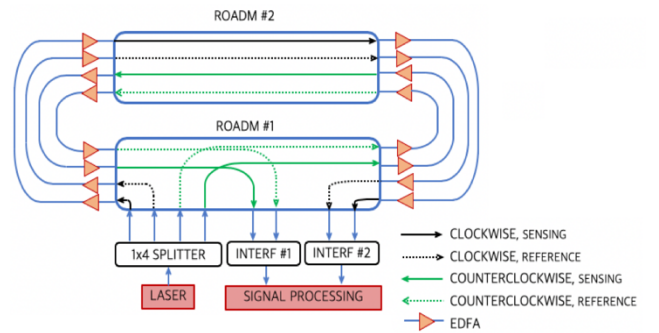 ROADM #2
ROADM #1
1x4 SPLITTER
INTERF #1
INTERF #2
LASER
SIGNAL PROCESSING
CLOCKWISE, SENSING
CLOCKWISE, REFERENCE
COUNTERCLOCKWISE, SENSING
COUNTERCLOCKWISE, REFERENCE
EDFA